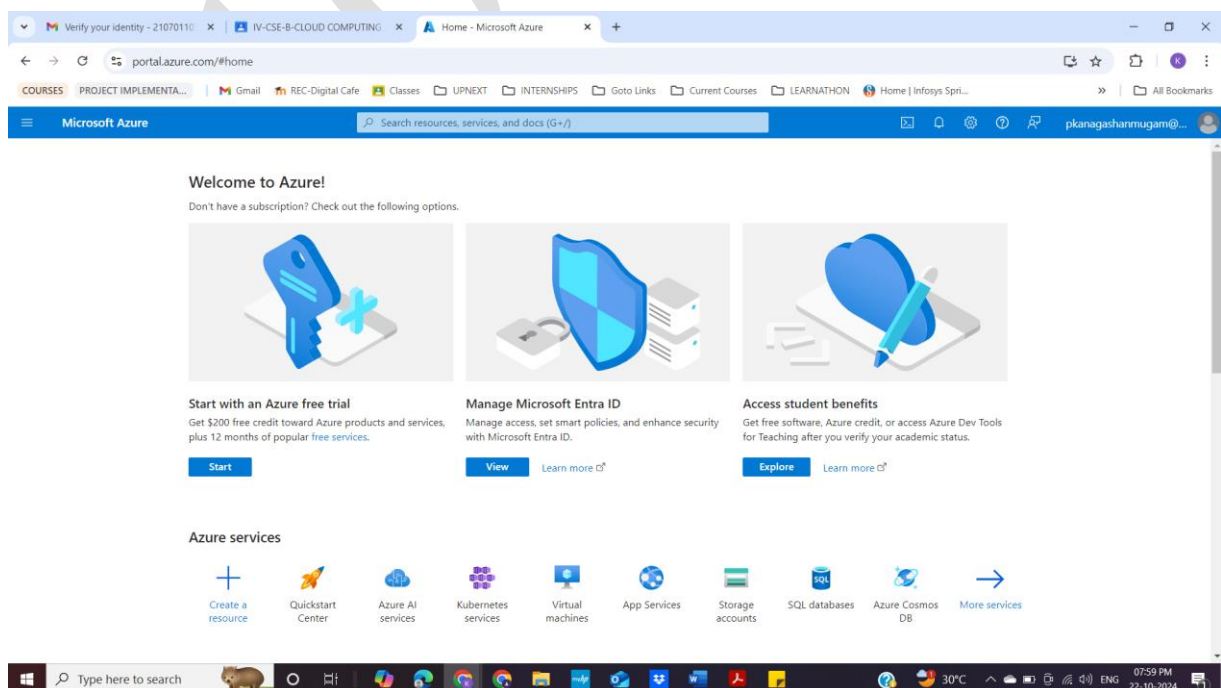 Verify your identity - 21070110
IV-CSE-B-CLOUD COMPUTING
Home - Microsoft Azure
portal.azure.com/#home
K
COURSES PROJECT IMPLEMENTA... Gmail REC-Digital Cafe Classes UPNEXT INTERNSHIPS Goto Links Current Courses LEARNATHON Home | Infosys Spri... » All Bookmarks
Microsoft Azure Search resources, services, and docs (G+/) pkanagashanmugam@...
Welcome to Azure!
Don't have a subscription? Check out the following options.
Start with an Azure free trial
Get $200 free credit toward Azure products and services,
plus 12 months of popular free services.
Start
Manage Microsoft Entra ID
Manage access, set smart policies, and enhance security
with Microsoft Entra ID.
View Learn more
Access student benefits
Get free software, Azure credit, or access Azure Dev Tools
for Teaching after you verify your academic status.
Explore Learn more
Azure services
Create a
resource
Quickstart
Center
Azure AI
services
Kubernetes
services
Virtual
machines
App Services
Storage
accounts
SQL
SQL databases
Azure Cosmos
DB
More services
Type here to search
30°C
ENG
07:59 PM
22-10-2024